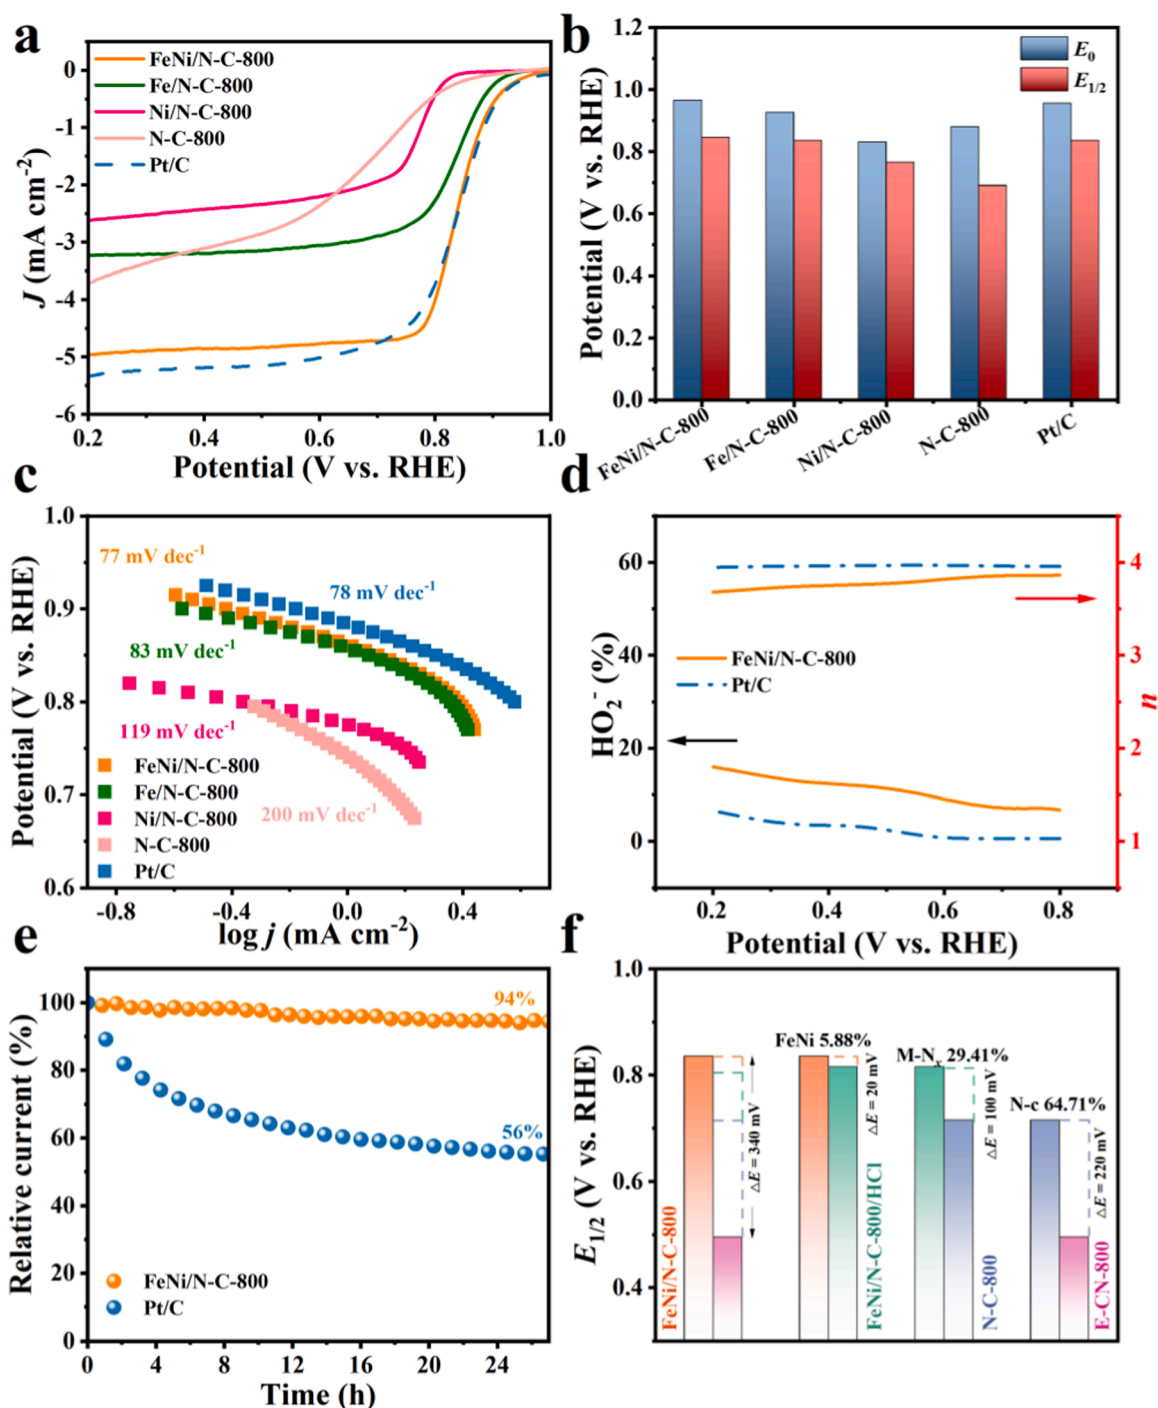 a
FeNi/N-C-800
Fe/N-C-800
Ni/N-C-800
N-C-800
Pt/C
0
-1
-2
-3
-4
-5
-6
J (mA cm⁻²)
0.2 0.4 0.6 0.8 1.0
Potential (V vs. RHE)
b
E₀
E₁/₂
1.2
1.0
0.8
0.6
0.4
0.2
0.0
Potential (V vs. RHE)
FeNi/N-C-800 Fe/N-C-800 Ni/N-C-800 N-C-800 Pt/C
c
77 mV dec⁻¹
78 mV dec⁻¹
83 mV dec⁻¹
119 mV dec⁻¹
200 mV dec⁻¹
FeNi/N-C-800
Fe/N-C-800
Ni/N-C-800
N-C-800
Pt/C
1.0
0.9
0.8
0.7
0.6
Potential (V vs. RHE)
-0.8 -0.4 0.0 0.4
log j (mA cm⁻²)
d
60
40
20
0
HO₂⁻ (%)
FeNi/N-C-800
Pt/C
4
3
2
1
n
0.2 0.4 0.6 0.8
Potential (V vs. RHE)
e
94%
56%
FeNi/N-C-800
Pt/C
100
80
60
40
20
0
Relative current (%)
0 4 8 12 16 20 24
Time (h)
f
1.0
0.8
0.6
0.4
E₁/₂ (V vs. RHE)
FeNi 5.88%
M-Nₓ 29.41%
N-c 64.71%
△E = 340 mV
△E = 20 mV
△E = 100 mV
△E = 220 mV
FeNi/N-C-800
FeNi/N-C-800/HCl
N-C-800
E-CN-800